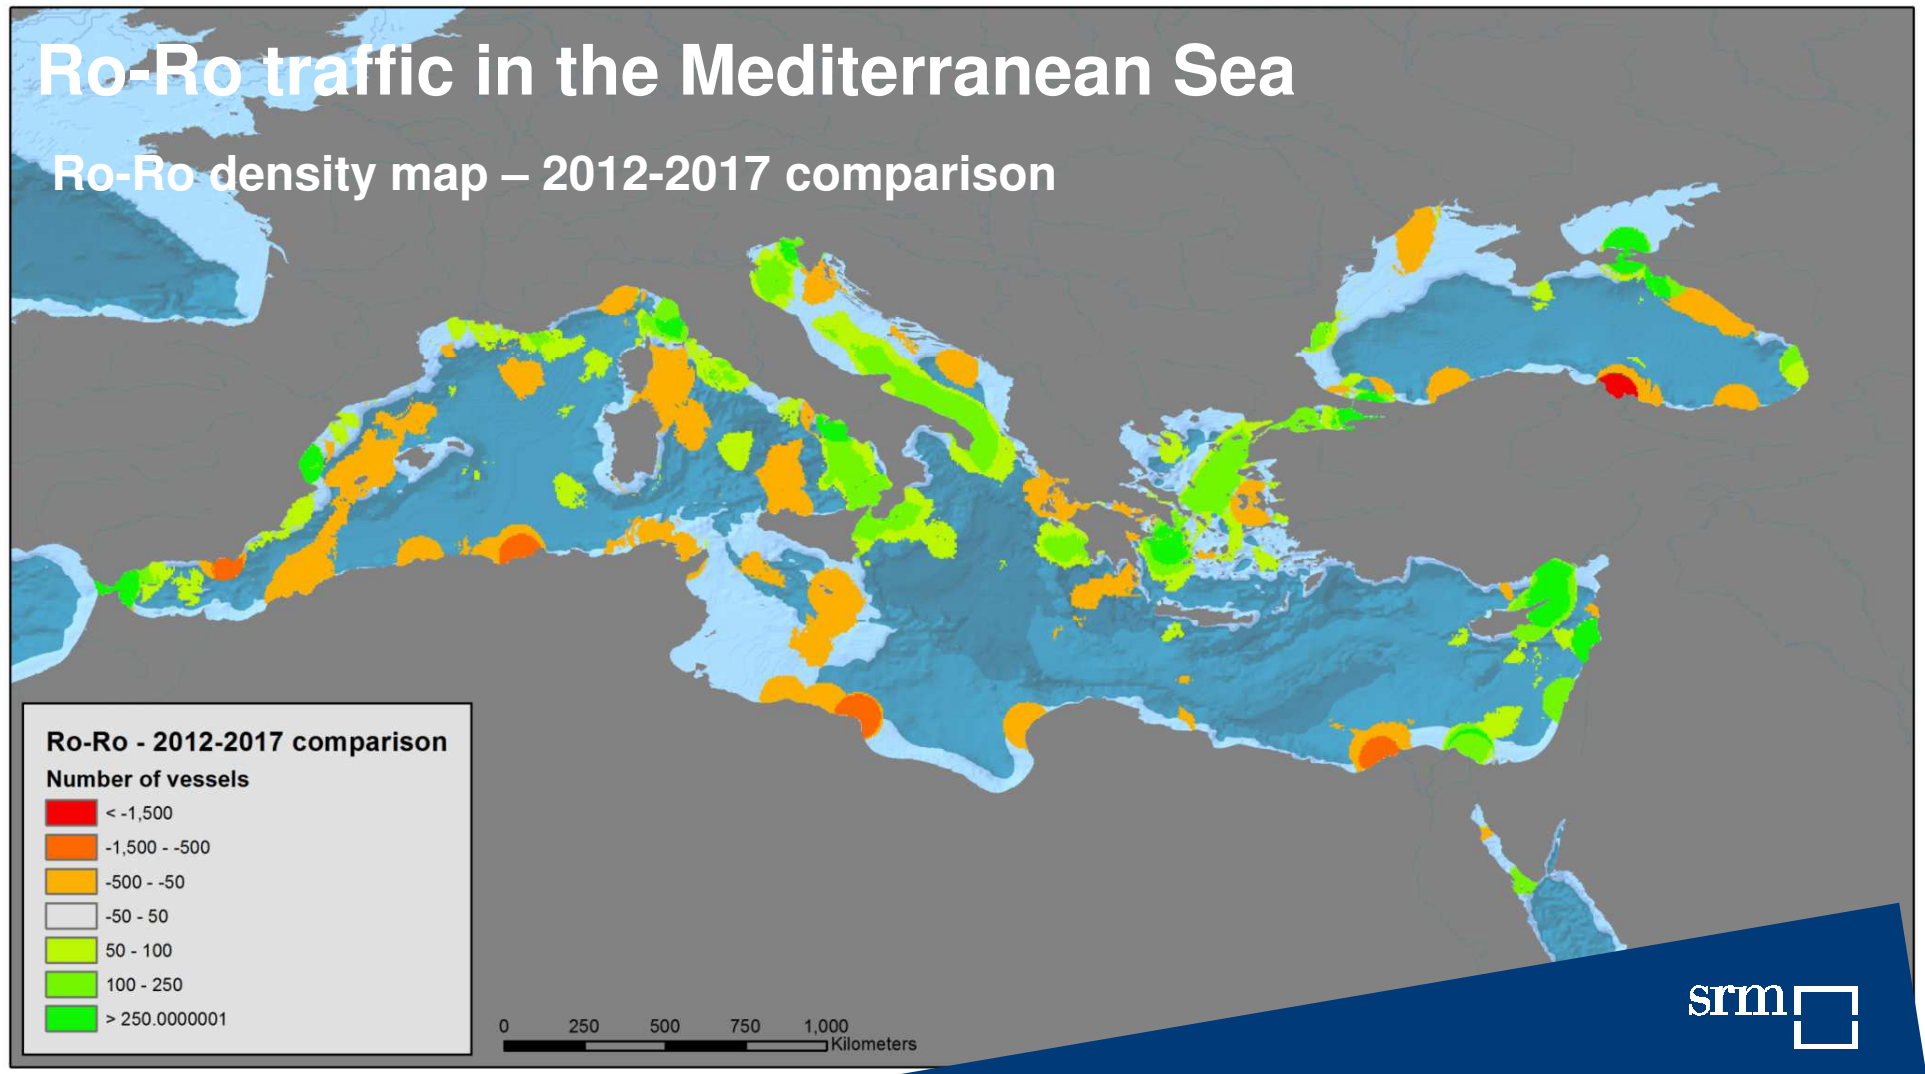 Ro-Ro traffic in the Mediterranean Sea
Ro-Ro density map – 2012-2017 comparison
Ro-Ro - 2012-2017 comparison
Number of vessels
< -1,500
-1,500 - -500
-500 - -50
-50 - 50
50 - 100
100 - 250
> 250.0000001
0 250 500 750 1,000
Kilometers
srm